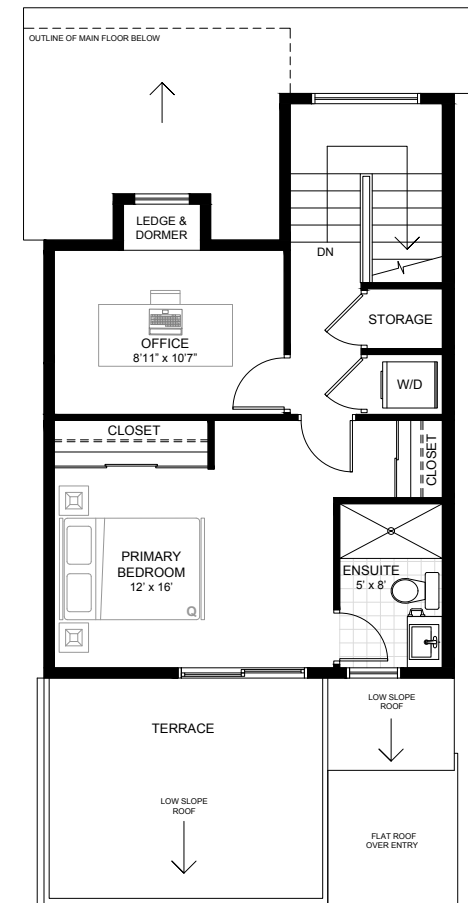 OUTLINE OF MAIN FLOOR BELOW
LEDGE &
DORMER
DN
STORAGE
OFFICE
8'11" x 10'7"
W/D
CLOSET
CLOSET
PRIMARY
BEDROOM
12' x 16'
Q
ENSUITE
5' x 8'
LOW SLOPE
ROOF
TERRACE
LOW SLOPE
ROOF
FLAT ROOF
OVER ENTRY